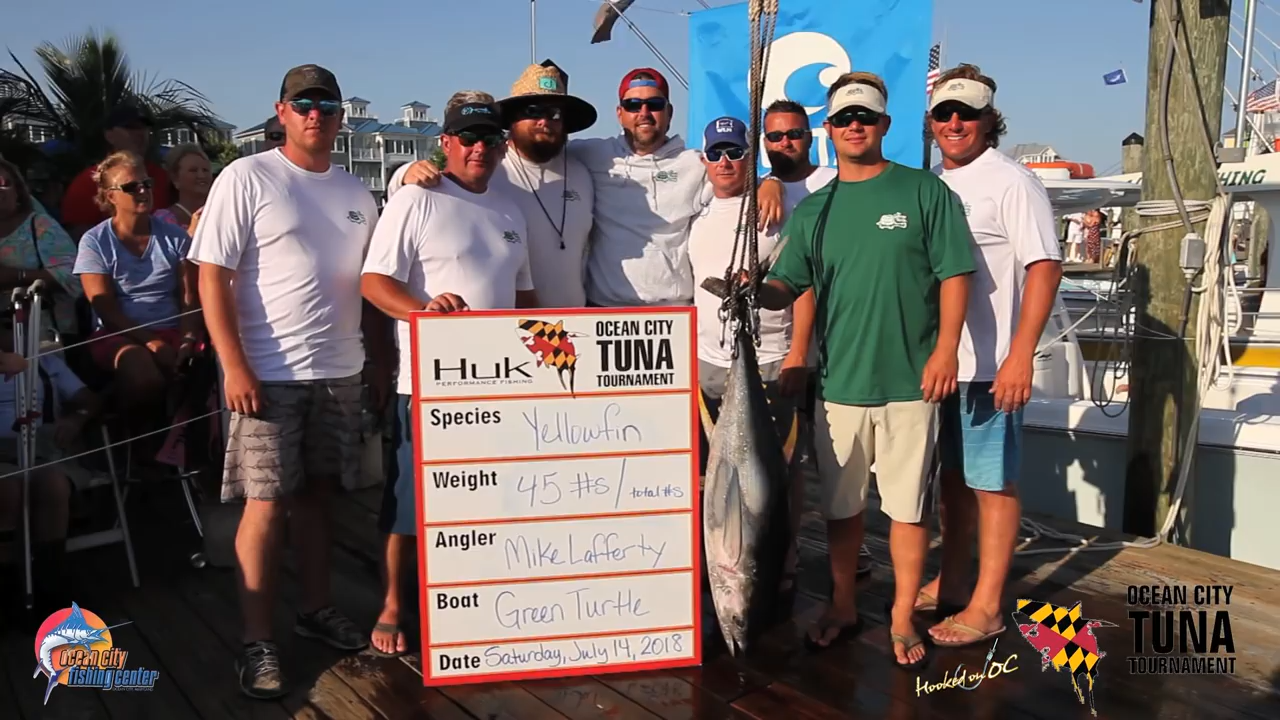 HING
Huk
PERFORMANCE FISHING
OCEAN CITY
TUNA
TOURNAMENT
Species Yellowfin
Weight 45 #s/total #s
Angler Mike Lafferty
Boat Green Turtle
Date Saturday, July 14, 2018
Ocean City
fishing center
Hooked on OC
OCEAN CITY
TUNA
TOURNAMENT